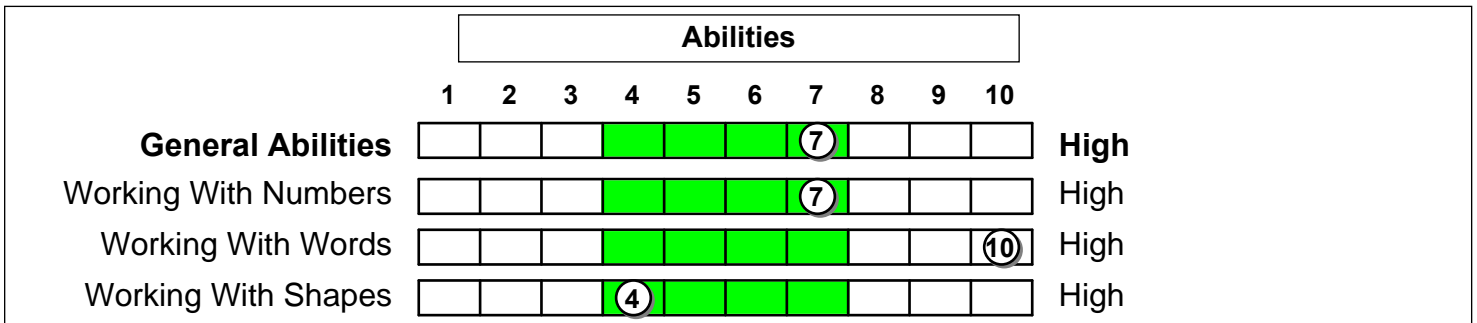 Abilities
1 2 3 4 5 6 7 8 9 10
General Abilities 7 High
Working With Numbers 7 High
Working With Words 10 High
Working With Shapes 4 High